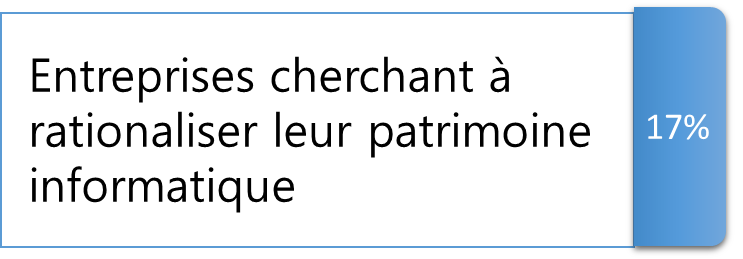 Entreprises cherchant à
rationaliser leur patrimoine
informatique
17%